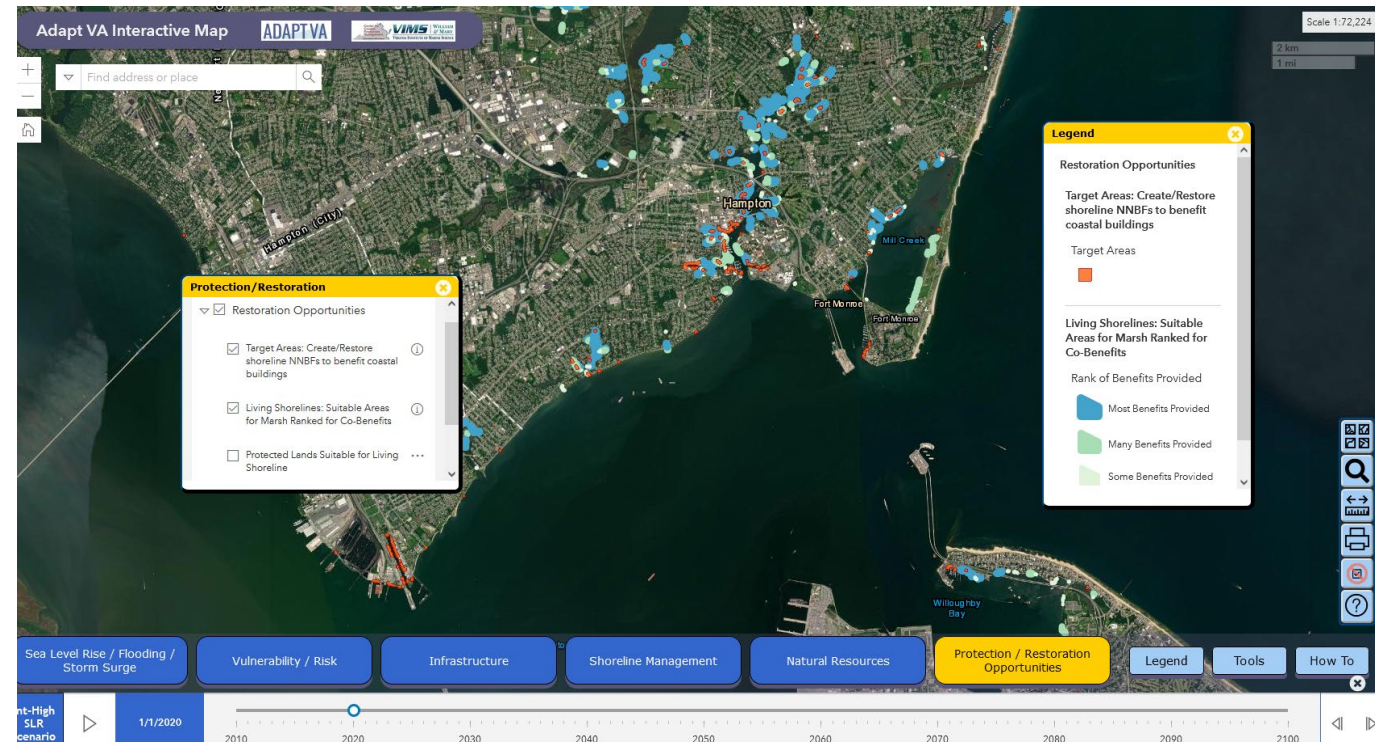 Adapt VA Interactive Map
ADAPTVA
VIMS
WILLIAM
& MARY
VIRGINIA INSTITUTE OF MARINE SCIENCE
Scale 1:72,224
2 km
1 mi
+
Find address or place
−
Hampton (City)
Hampton
Mill Creek
Fort Monroe
Fort Monroe
Willoughby
Bay
Legend
Restoration Opportunities
Target Areas: Create/Restore
shoreline NNBFs to benefit
coastal buildings
Target Areas
Living Shorelines: Suitable
Areas for Marsh Ranked for
Co-Benefits
Rank of Benefits Provided
Most Benefits Provided
Many Benefits Provided
Some Benefits Provided
Protection/Restoration
Restoration Opportunities
Target Areas: Create/Restore
shoreline NNBFs to benefit
coastal buildings
Living Shorelines: Suitable Areas
for Marsh Ranked for Co-Benefits
Protected Lands Suitable for Living
Shoreline
Sea Level Rise / Flooding /
Storm Surge
Vulnerability / Risk
Infrastructure
Shoreline Management
Natural Resources
Protection / Restoration
Opportunities
Legend
Tools
How To
nt-High
SLR
cenario
1/1/2020
2010 2020 2030 2040 2050 2060 2070 2080 2090 2100